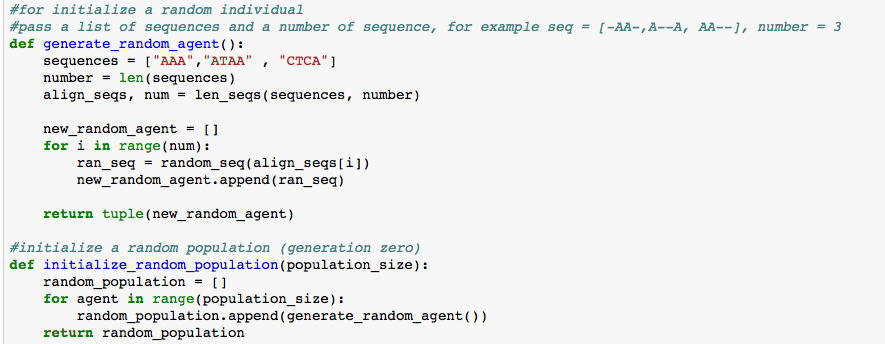 #for initialize a random individual
#pass a list of sequences and a number of sequence, for example seq = [-AA-,A--A, AA--], number = 3
def generate_random_agent():
    sequences = ["AAA","ATAA" , "CTCA"]
    number = len(sequences)
    align_seqs, num = len_seqs(sequences, number)

    new_random_agent = []
    for i in range(num):
        ran_seq = random_seq(align_seqs[i])
        new_random_agent.append(ran_seq)

    return tuple(new_random_agent)

#initialize a random population (generation zero)
def initialize_random_population(population_size):
    random_population = []
    for agent in range(population_size):
        random_population.append(generate_random_agent())
    return random_population